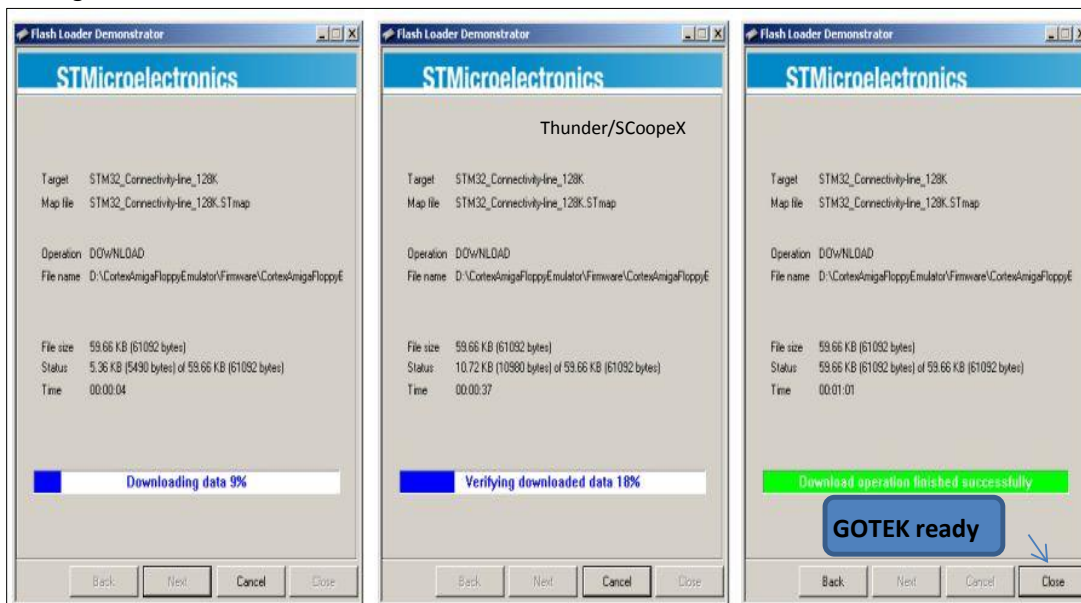 Flash Loader Demonstrator
STMicroelectronics
Target STM32_Connectivity-line_128K
Map file STM32_Connectivity-line_128K.STmap
Operation DOWNLOAD
File name D:\CortexAmigaFloppyEmulator\Firmware\CortexAmigaFloppyE
File size 59.66 KB (61092 bytes)
Status 5.36 KB (5490 bytes) of 59.66 KB (61092 bytes)
Time 00:00:04
Downloading data 9%
Back Next Cancel Close
Flash Loader Demonstrator
STMicroelectronics
Thunder/SCoopeX
Target STM32_Connectivity-line_128K
Map file STM32_Connectivity-line_128K.STmap
Operation DOWNLOAD
File name D:\CortexAmigaFloppyEmulator\Firmware\CortexAmigaFloppyE
File size 59.66 KB (61092 bytes)
Status 10.72 KB (10980 bytes) of 59.66 KB (61092 bytes)
Time 00:00:37
Verifying downloaded data 18%
Back Next Cancel Close
Flash Loader Demonstrator
STMicroelectronics
Target STM32_Connectivity-line_128K
Map file STM32_Connectivity-line_128K.STmap
Operation DOWNLOAD
File name D:\CortexAmigaFloppyEmulator\Firmware\CortexAmigaFloppyE
File size 59.66 KB (61092 bytes)
Status 59.66 KB (61092 bytes) of 59.66 KB (61092 bytes)
Time 00:01:01
Download operation finished successfully
GOTEK ready
Back Next Cancel Close